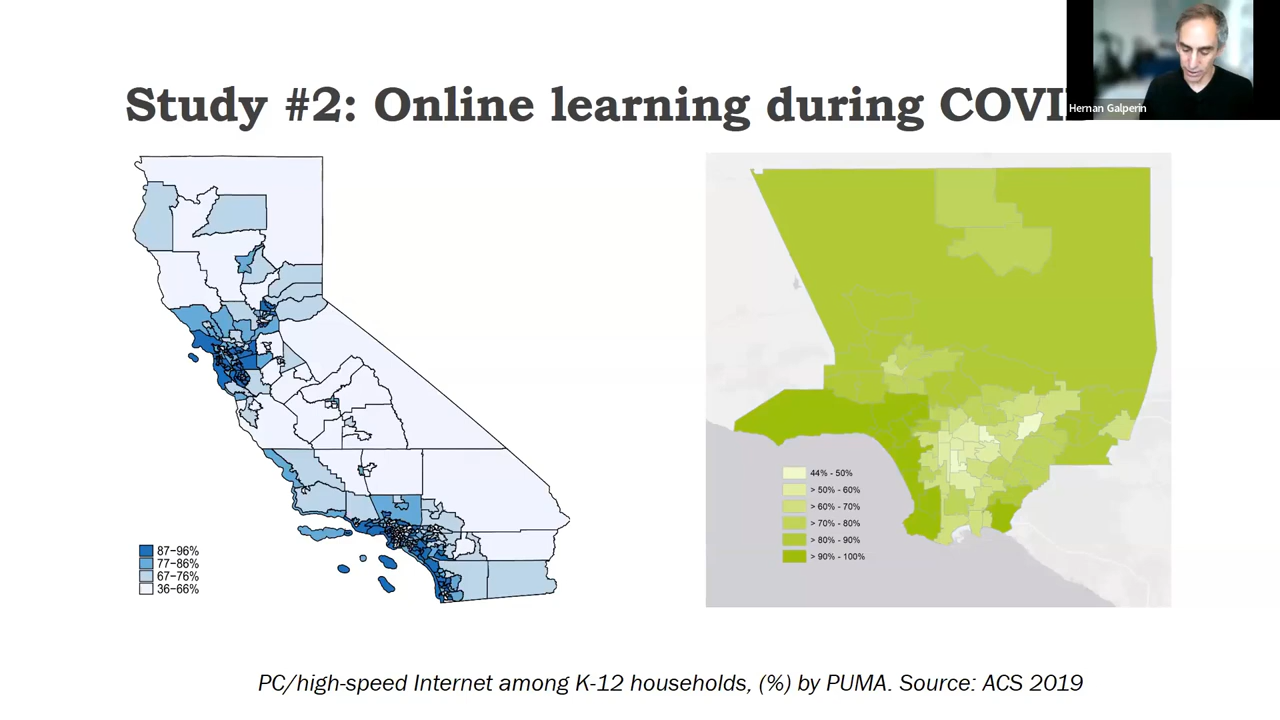 Study #2: Online learning during COVI
Hernan Galperin
87–96%
77–86%
67–76%
36–66%
44% - 50%
> 50% - 60%
> 60% - 70%
> 70% - 80%
> 80% - 90%
> 90% - 100%
PC/high-speed Internet among K-12 households, (%) by PUMA. Source: ACS 2019